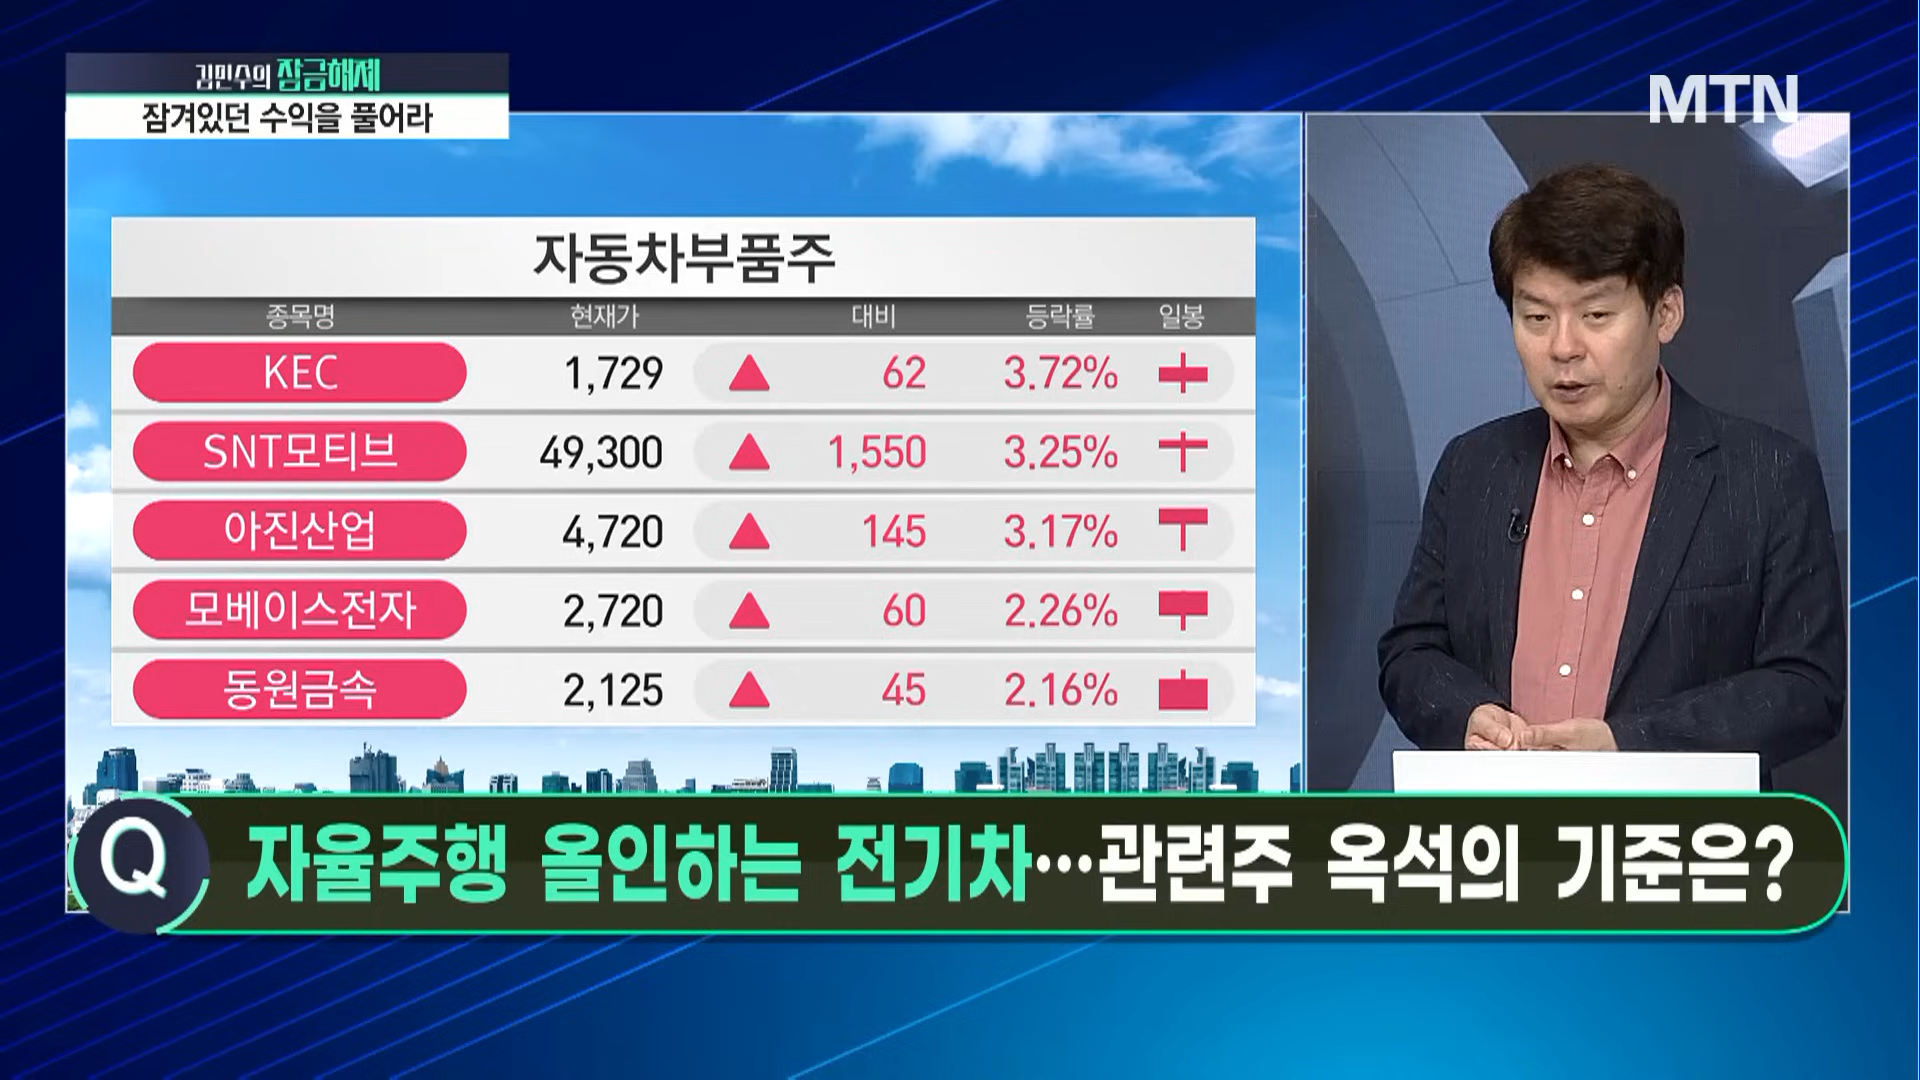 김민수의 잠금해제
잠겨있던 수익을 풀어라
MTN
자동차부품주
종목명 현재가 대비 등락률 일봉
KEC 1,729 ▲ 62 3.72%
SNT모티브 49,300 ▲ 1,550 3.25%
아진산업 4,720 ▲ 145 3.17%
모베이스전자 2,720 ▲ 60 2.26%
동원금속 2,125 ▲ 45 2.16%
Q 자율주행 올인하는 전기차…관련주 옥석의 기준은?